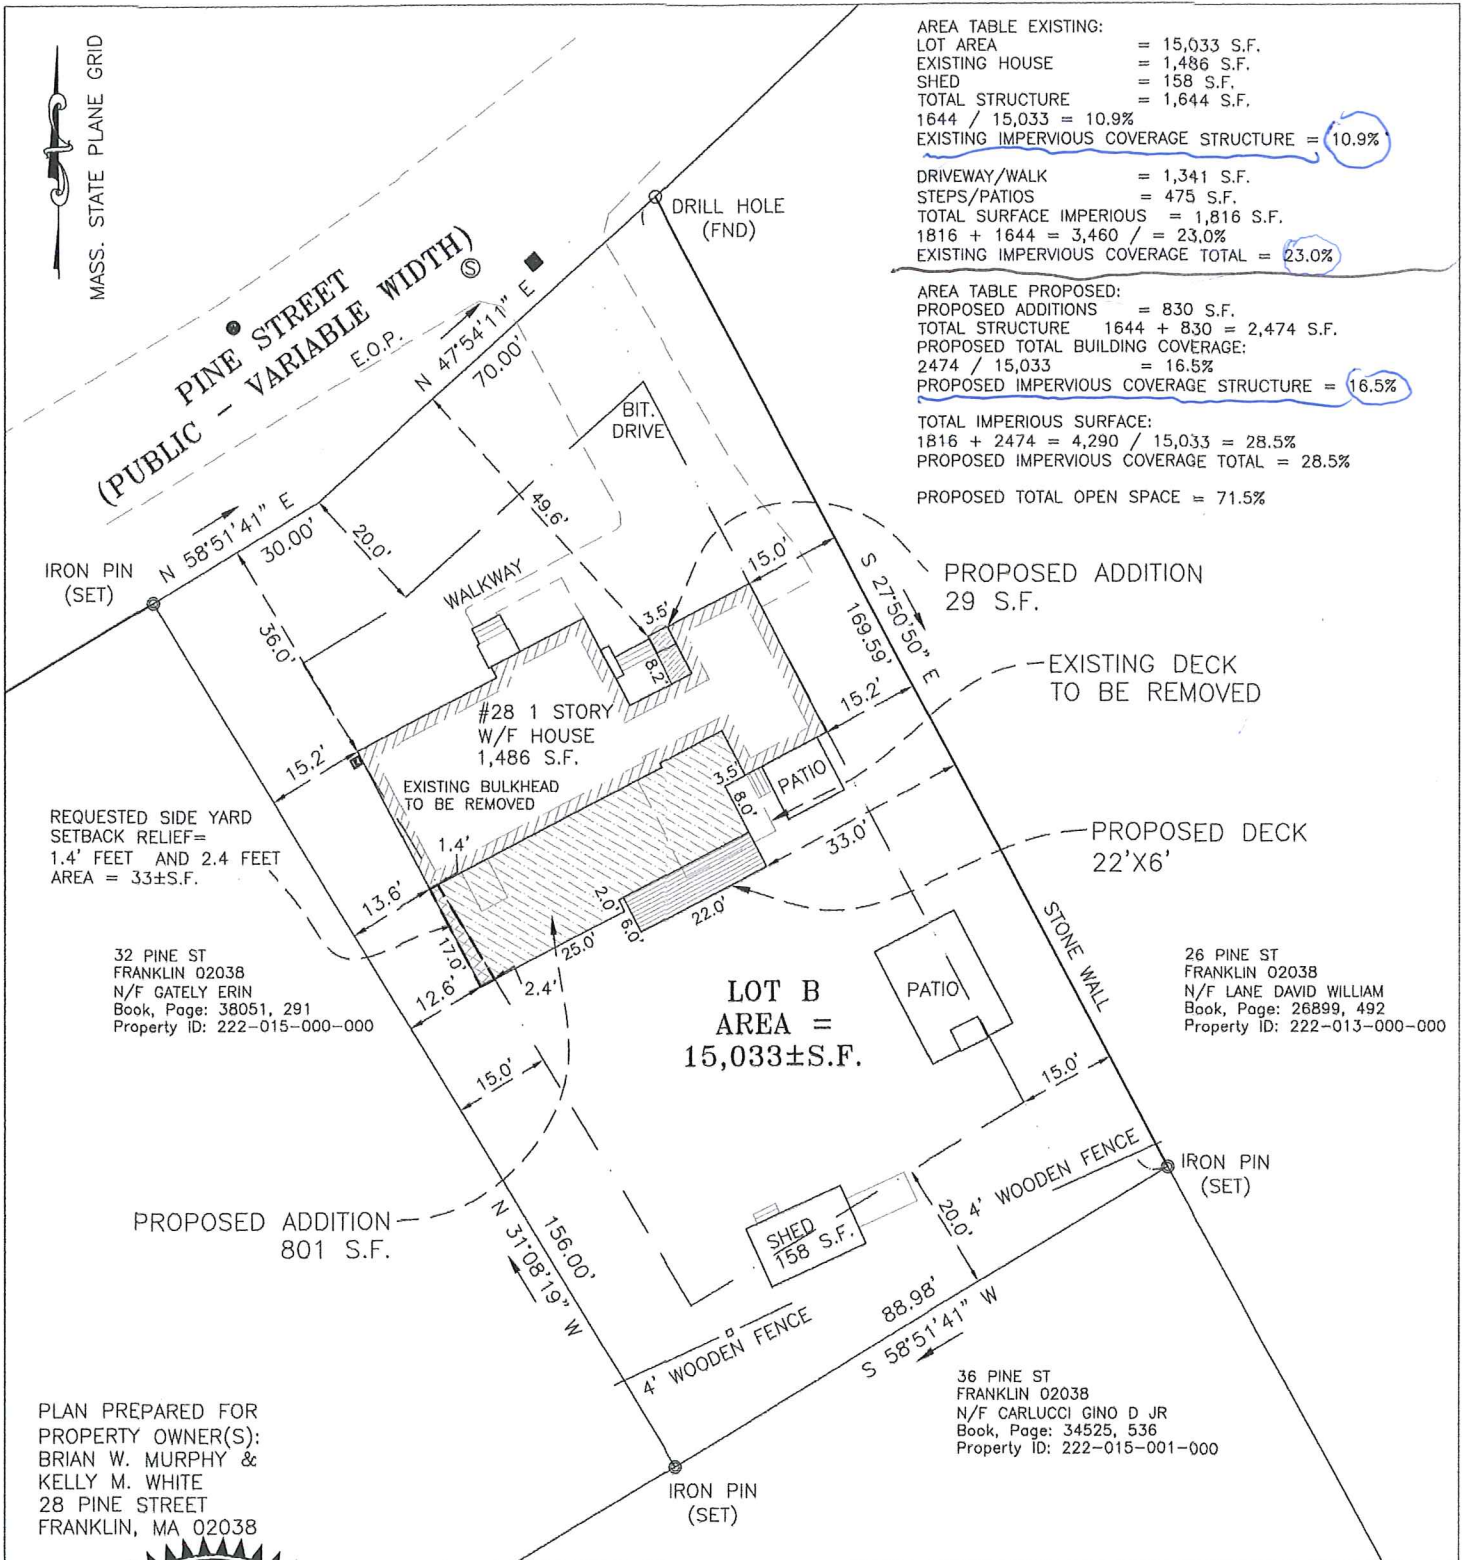 MASS. STATE PLANE GRID
AREA TABLE EXISTING:
LOT AREA = 15,033 S.F.
EXISTING HOUSE = 1,486 S.F.
SHED = 158 S.F.
TOTAL STRUCTURE = 1,644 S.F.
1644 / 15,033 = 10.9%
EXISTING IMPERVIOUS COVERAGE STRUCTURE = 10.9%
DRIVEWAY/WALK = 1,341 S.F.
STEPS/PATIOS = 475 S.F.
TOTAL SURFACE IMPERIOUS = 1,816 S.F.
1816 + 1644 = 3,460 / = 23.0%
EXISTING IMPERVIOUS COVERAGE TOTAL = 23.0%
AREA TABLE PROPOSED:
PROPOSED ADDITIONS = 830 S.F.
TOTAL STRUCTURE 1644 + 830 = 2,474 S.F.
PROPOSED TOTAL BUILDING COVERAGE:
2474 / 15,033 = 16.5%
PROPOSED IMPERVIOUS COVERAGE STRUCTURE = 16.5%
TOTAL IMPERIOUS SURFACE:
1816 + 2474 = 4,290 / 15,033 = 28.5%
PROPOSED IMPERVIOUS COVERAGE TOTAL = 28.5%
PROPOSED TOTAL OPEN SPACE = 71.5%
DRILL HOLE
(FND)
PINE STREET
(PUBLIC - VARIABLE WIDTH)
S
E.O.P.
N 47°54'11" E
70.00'
BIT.
DRIVE
N 58°51'41" E
30.00'
20.0'
49.6'
IRON PIN
(SET)
WALKWAY
36.0'
15.0'
3.5'
8.2'
S 27°50'50" E
169.59'
PROPOSED ADDITION
29 S.F.
EXISTING DECK
TO BE REMOVED
15.2'
#28 1 STORY
W/F HOUSE
1,486 S.F.
15.2'
EXISTING BULKHEAD
TO BE REMOVED
3.5'
8.0'
PATIO
REQUESTED SIDE YARD
SETBACK RELIEF=
1.4' FEET AND 2.4 FEET
AREA = 33±S.F.
1.4'
33.0'
PROPOSED DECK
22'X6'
13.6'
2.0'
6.0'
22.0'
25.0'
17.0'
12.6'
2.4'
32 PINE ST
FRANKLIN 02038
N/F GATELY ERIN
Book, Page: 38051, 291
Property ID: 222-015-000-000
LOT B
AREA =
15,033±S.F.
PATIO
STONE WALL
26 PINE ST
FRANKLIN 02038
N/F LANE DAVID WILLIAM
Book, Page: 26899, 492
Property ID: 222-013-000-000
15.0'
15.0'
4' WOODEN FENCE
IRON PIN
(SET)
20.0'
SHED
158 S.F.
PROPOSED ADDITION
801 S.F.
N 31°08'19" W
156.00'
4' WOODEN FENCE
88.98'
S 58°51'41" W
36 PINE ST
FRANKLIN 02038
N/F CARLUCCI GINO D JR
Book, Page: 34525, 536
Property ID: 222-015-001-000
PLAN PREPARED FOR
PROPERTY OWNER(S):
BRIAN W. MURPHY &
KELLY M. WHITE
28 PINE STREET
FRANKLIN, MA 02038
IRON PIN
(SET)